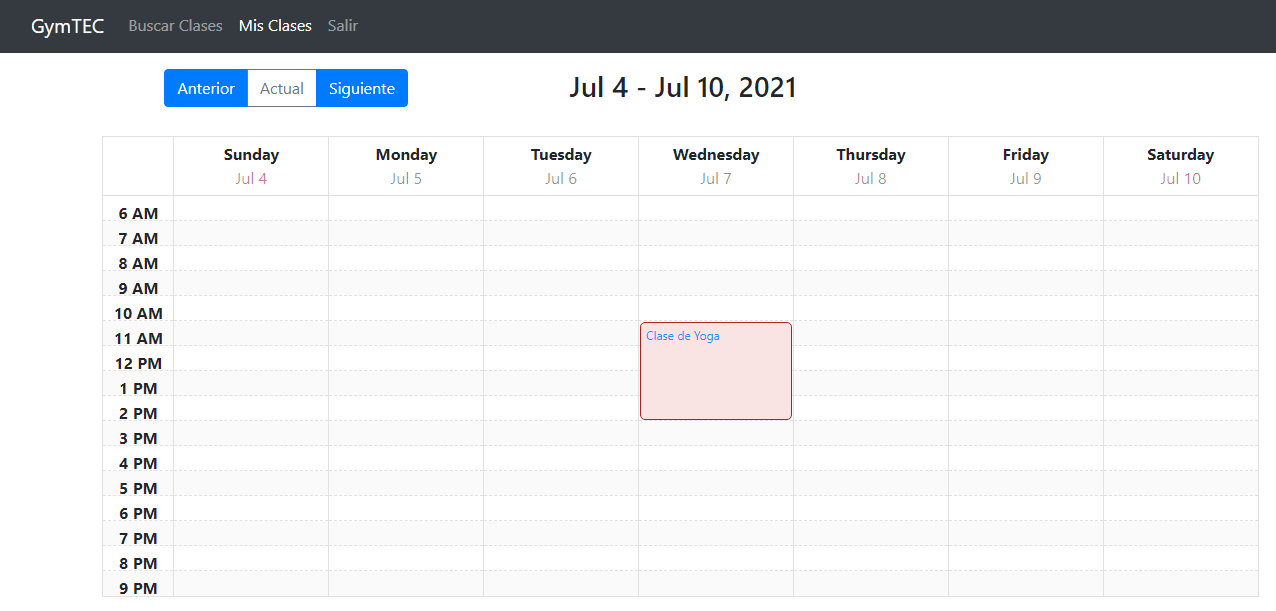 GymTEC Buscar Clases Mis Clases Salir
Anterior Actual Siguiente
Jul 4 - Jul 10, 2021
Sunday Monday Tuesday Wednesday Thursday Friday Saturday
Jul 4 Jul 5 Jul 6 Jul 7 Jul 8 Jul 9 Jul 10
6 AM
7 AM
8 AM
9 AM
10 AM
11 AM
Clase de Yoga
12 PM
1 PM
2 PM
3 PM
4 PM
5 PM
6 PM
7 PM
8 PM
9 PM